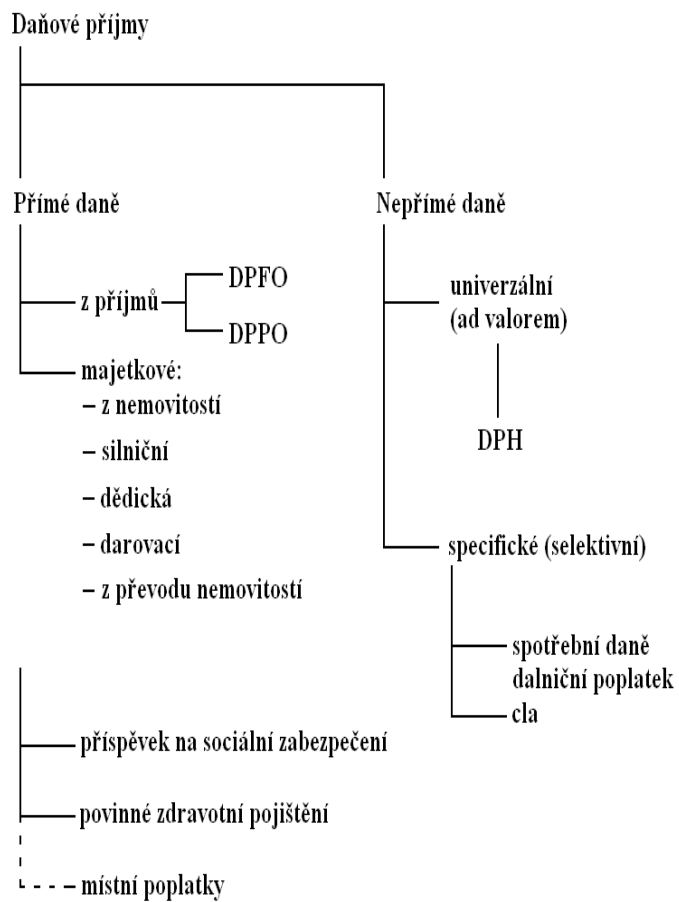 Daňové příjmy
Přímé daně
z příjmů
DPFO
DPPO
majetkové:
– z nemovitostí
– silniční
– dědická
– darovací
– z převodu nemovitostí
příspěvek na sociální zabezpečení
povinné zdravotní pojištění
místní poplatky
Nepřímé daně
univerzální
(ad valorem)
DPH
specifické (selektivní)
spotřební daně
dalniční poplatek
cla